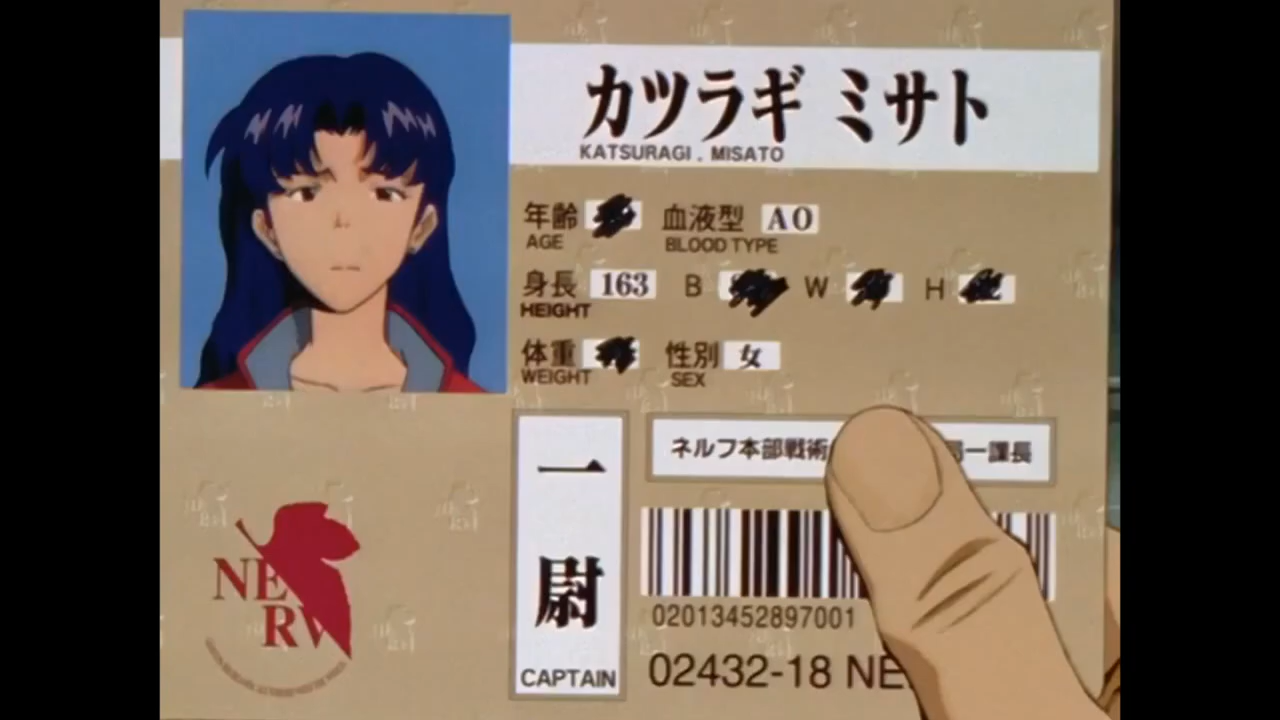 カツラギ ミサト
KATSURAGI . MISATO
年齢 血液型 AO
AGE BLOOD TYPE
身長 163 B W H
HEIGHT
体重 性別 女
WEIGHT SEX
ネルフ本部戦術 一課長
一尉
CAPTAIN
02013452897001
02432-18 NE
NERV